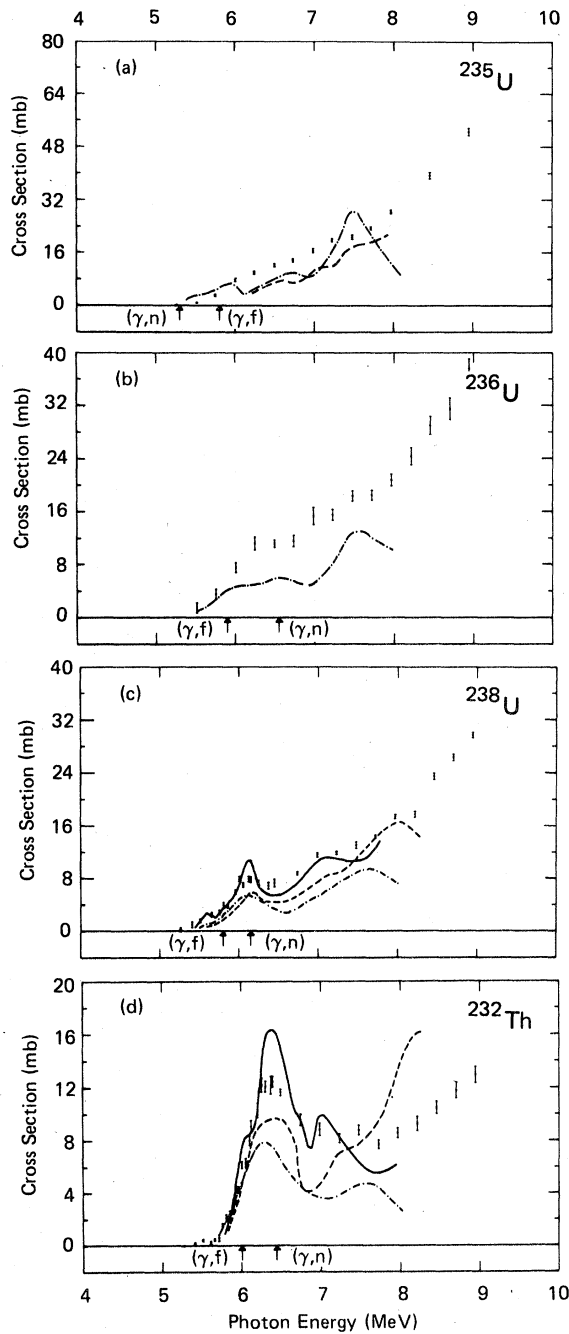 4 5 6 7 8 9 10
80
64
48
32
16
0
Cross Section (mb)
(a)
235U
(γ,n) (γ,f)
40
32
24
16
8
0
Cross Section (mb)
(b)
236U
(γ,f) (γ,n)
40
32
24
16
8
0
Cross Section (mb)
(c)
238U
(γ,f) (γ,n)
20
16
12
8
4
0
Cross Section (mb)
(d)
232Th
(γ,f) (γ,n)
4 5 6 7 8 9 10
Photon Energy (MeV)